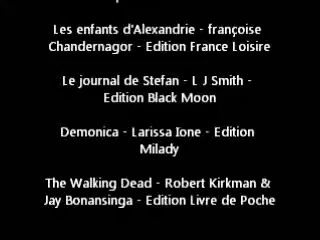 Les enfants d'Alexandrie - françoise
Chandernagor - Edition France Loisire
Le journal de Stefan - L J Smith -
Edition Black Moon
Demonica - Larissa Ione - Edition
Milady
The Walking Dead - Robert Kirkman &
Jay Bonansinga - Edition Livre de Poche